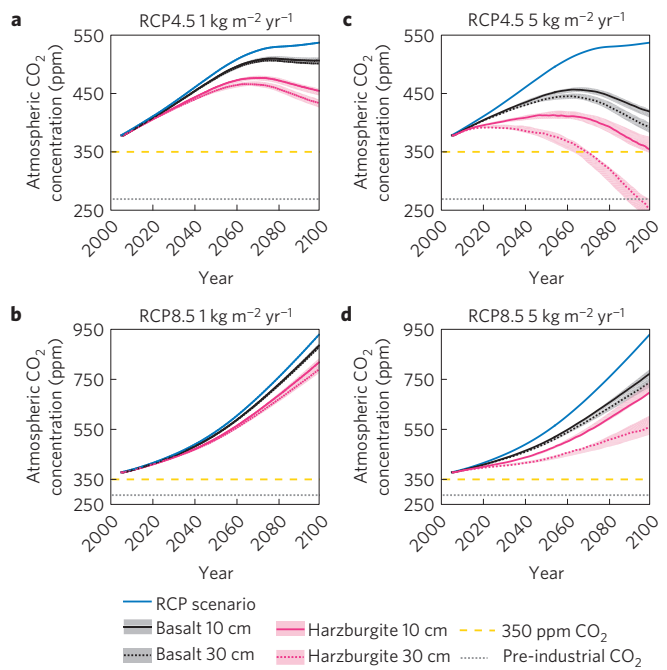 a
RCP4.5 1 kg m⁻² yr⁻¹
Atmospheric CO₂
concentration (ppm)
550
450
350
250
2000
2020
2040
2060
2080
2100
Year
c
RCP4.5 5 kg m⁻² yr⁻¹
Atmospheric CO₂
concentration (ppm)
550
450
350
250
2000
2020
2040
2060
2080
2100
Year
b
RCP8.5 1 kg m⁻² yr⁻¹
Atmospheric CO₂
concentration (ppm)
950
750
550
350
250
2000
2020
2040
2060
2080
2100
Year
d
RCP8.5 5 kg m⁻² yr⁻¹
Atmospheric CO₂
concentration (ppm)
950
750
550
350
250
2000
2020
2040
2060
2080
2100
Year
RCP scenario
Basalt 10 cm
Basalt 30 cm
Harzburgite 10 cm
Harzburgite 30 cm
350 ppm CO₂
Pre-industrial CO₂